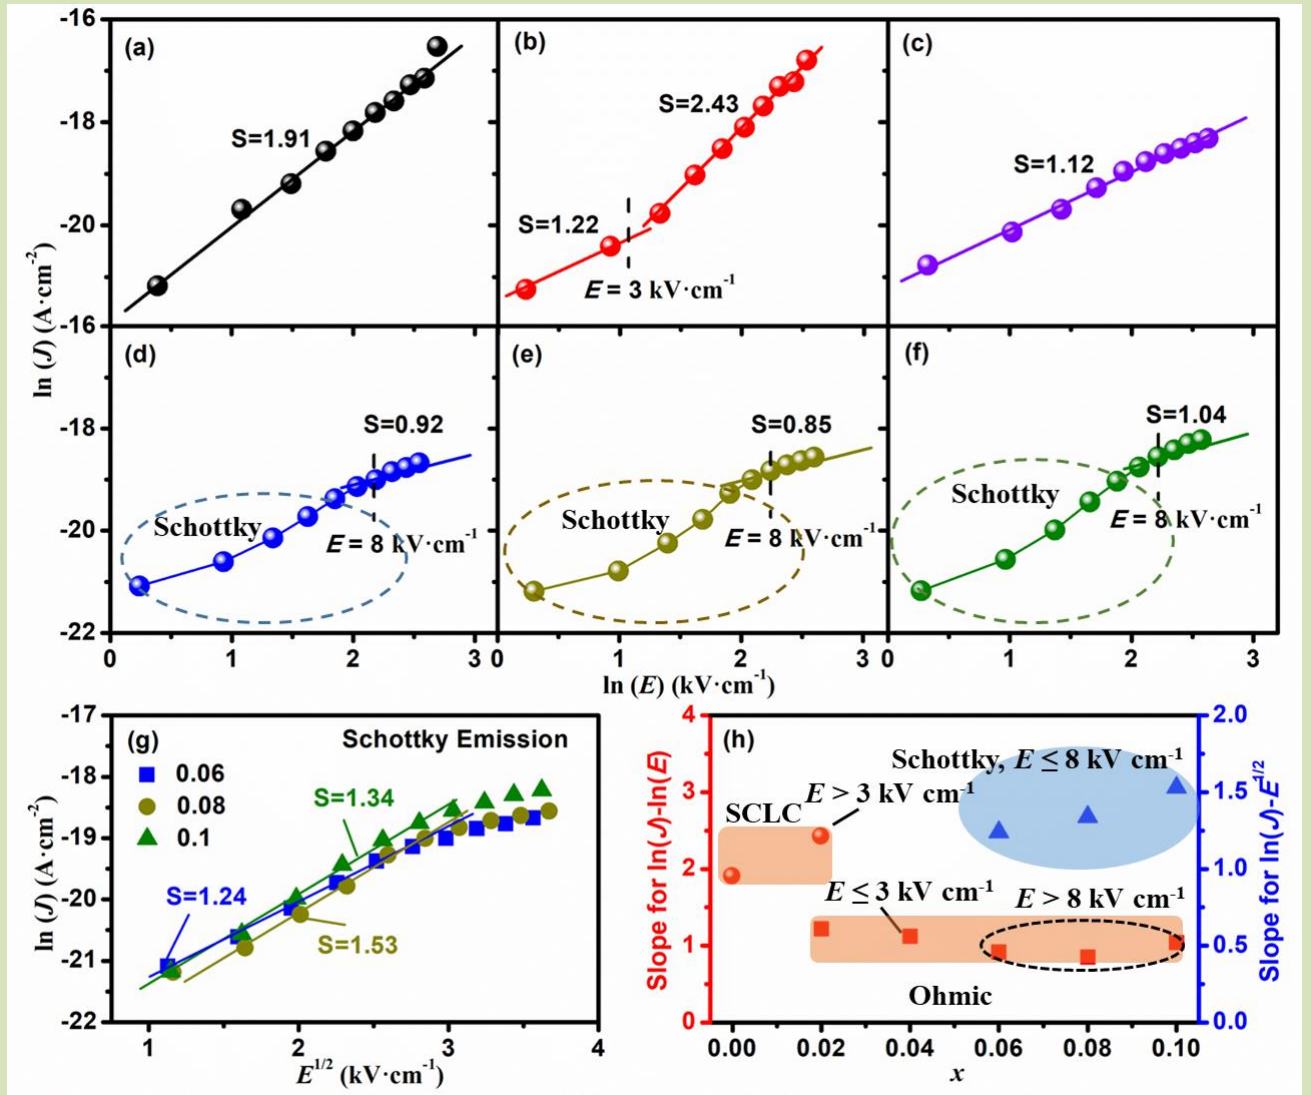 (a)
S=1.91
(b)
S=2.43
S=1.22
E = 3 kV·cm⁻¹
(c)
S=1.12
-16
-18
-20
-16
ln (J) (A·cm⁻²)
(d)
S=0.92
Schottky
E = 8 kV·cm⁻¹
(e)
S=0.85
Schottky
E = 8 kV·cm⁻¹
(f)
S=1.04
Schottky
E = 8 kV·cm⁻¹
-18
-20
-22
0 1 2 3 0 1 2 3 0 1 2 3
ln (E) (kV·cm⁻¹)
(g)
Schottky Emission
0.06
0.08
0.1
S=1.34
S=1.24
S=1.53
-17
-18
-19
-20
-21
-22
ln (J) (A·cm⁻²)
1 2 3 4
E¹ᐟ² (kV·cm⁻¹)
(h)
Schottky, E ≤ 8 kV cm⁻¹
E > 3 kV cm⁻¹
SCLC
E ≤ 3 kV cm⁻¹
E > 8 kV cm⁻¹
Ohmic
4
3
2
1
0
Slope for ln(J)-ln(E)
2.0
1.5
1.0
0.5
0.0
Slope for ln(J)-E¹ᐟ²
0.00 0.02 0.04 0.06 0.08 0.10
x